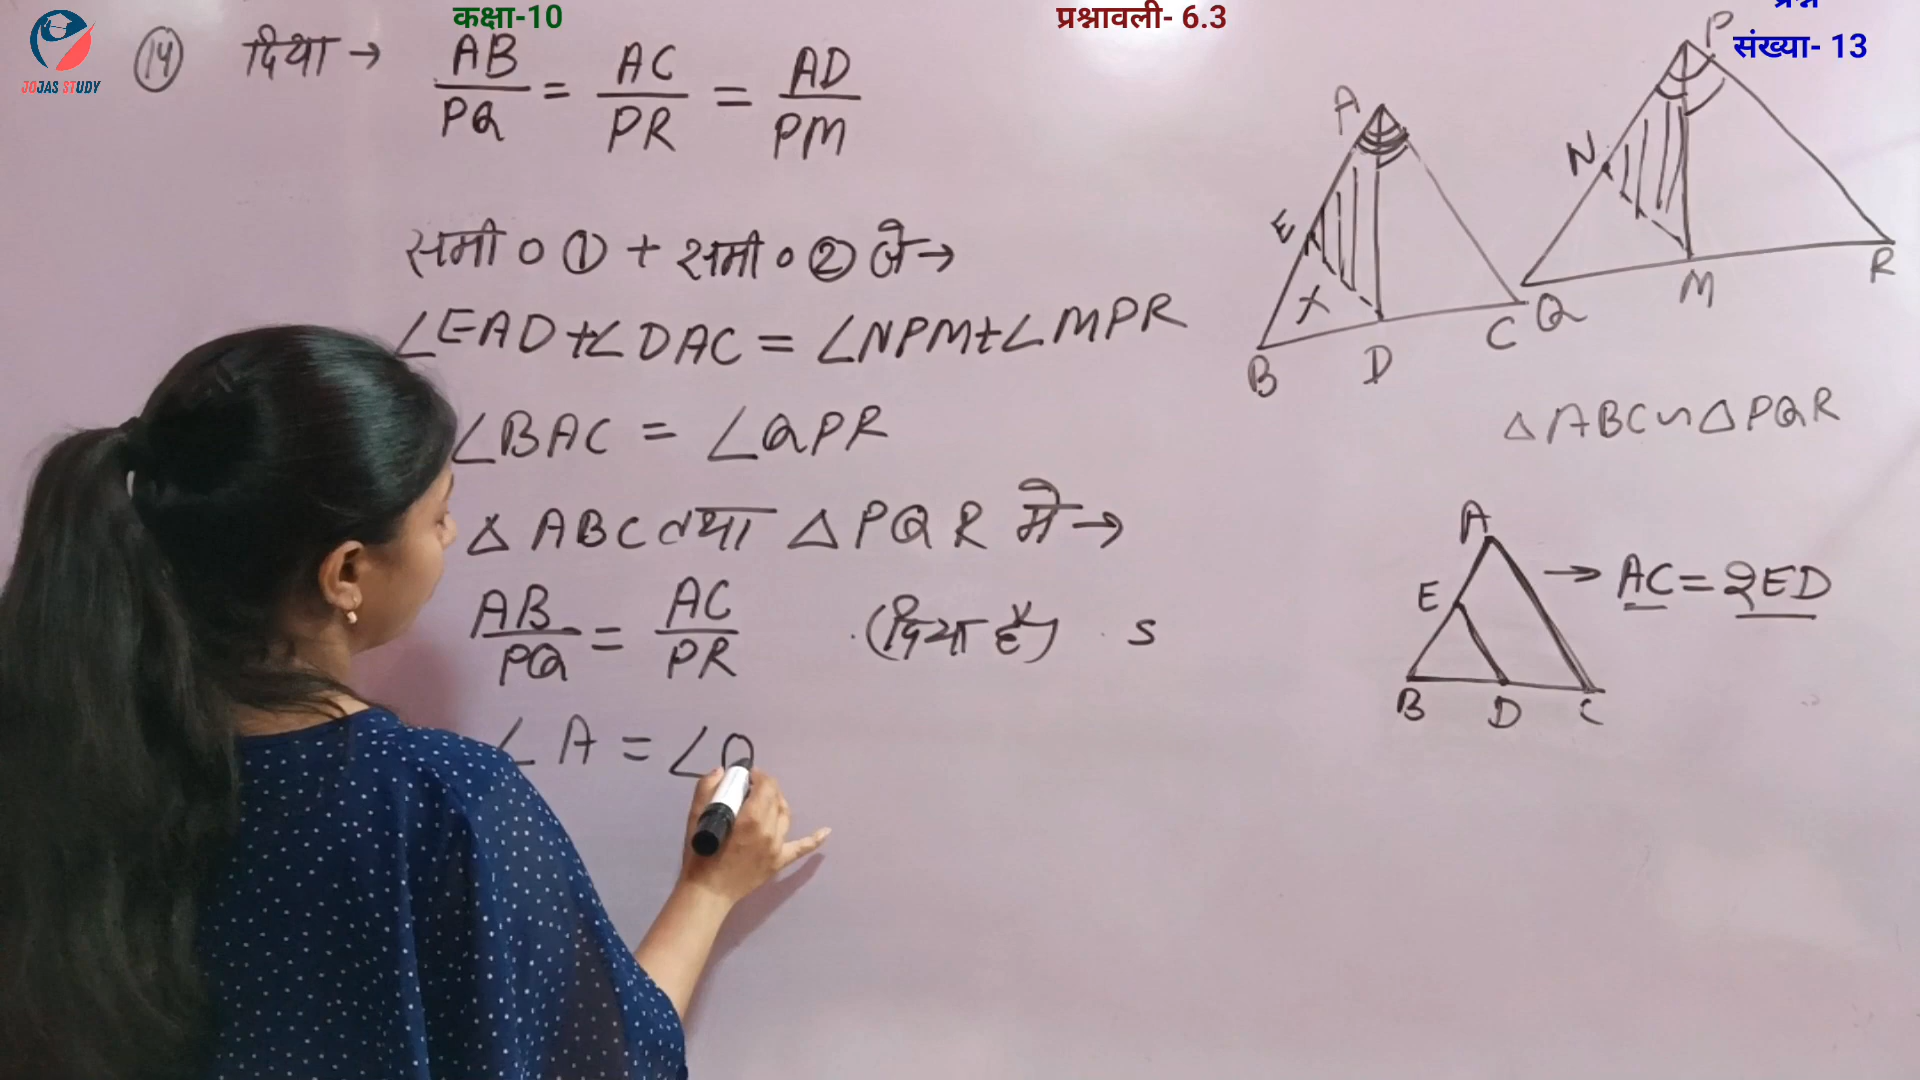 कक्षा-10
प्रश्नावली- 6.3
प्रश्न
संख्या- 13
JOJAS STUDY
(14) दिया → AB/PQ = AC/PR = AD/PM
समी० ① + समी० ② से →
∠EAD + ∠DAC = ∠NPM + ∠MPR
∠BAC = ∠QPR
△ ABC तथा △ PQR में →
AB/PQ = AC/PR (दिया है) S
∠A = ∠Q
A
E
X
B
D
C
P
N
Q
M
R
△ABC ~ △PQR
A
E
B
D
C
→ AC = 2ED